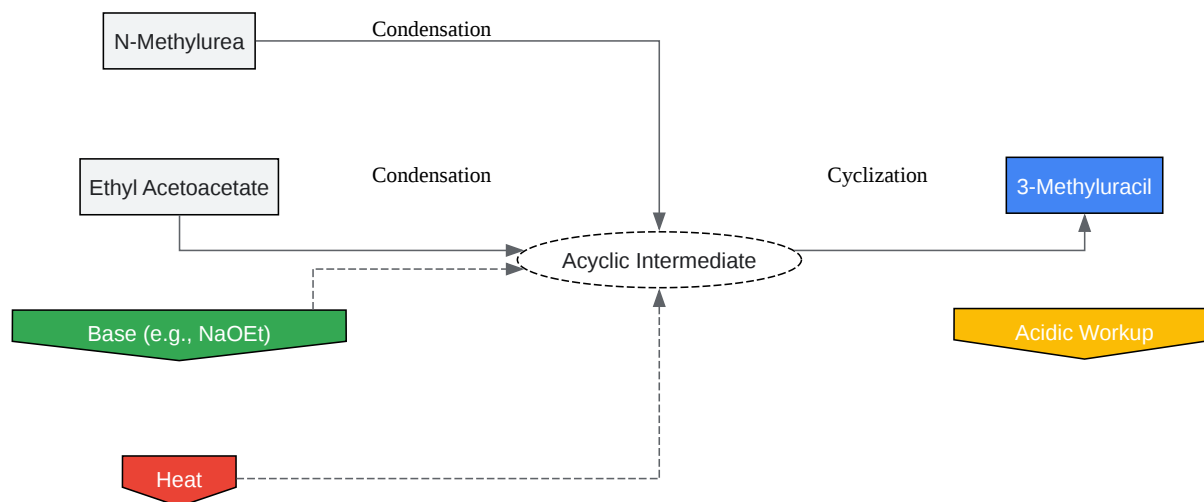 N-Methylurea
Condensation
Ethyl Acetoacetate
Condensation
Cyclization
3-Methyluracil
Acyclic Intermediate
Base (e.g., NaOEt)
Acidic Workup
Heat